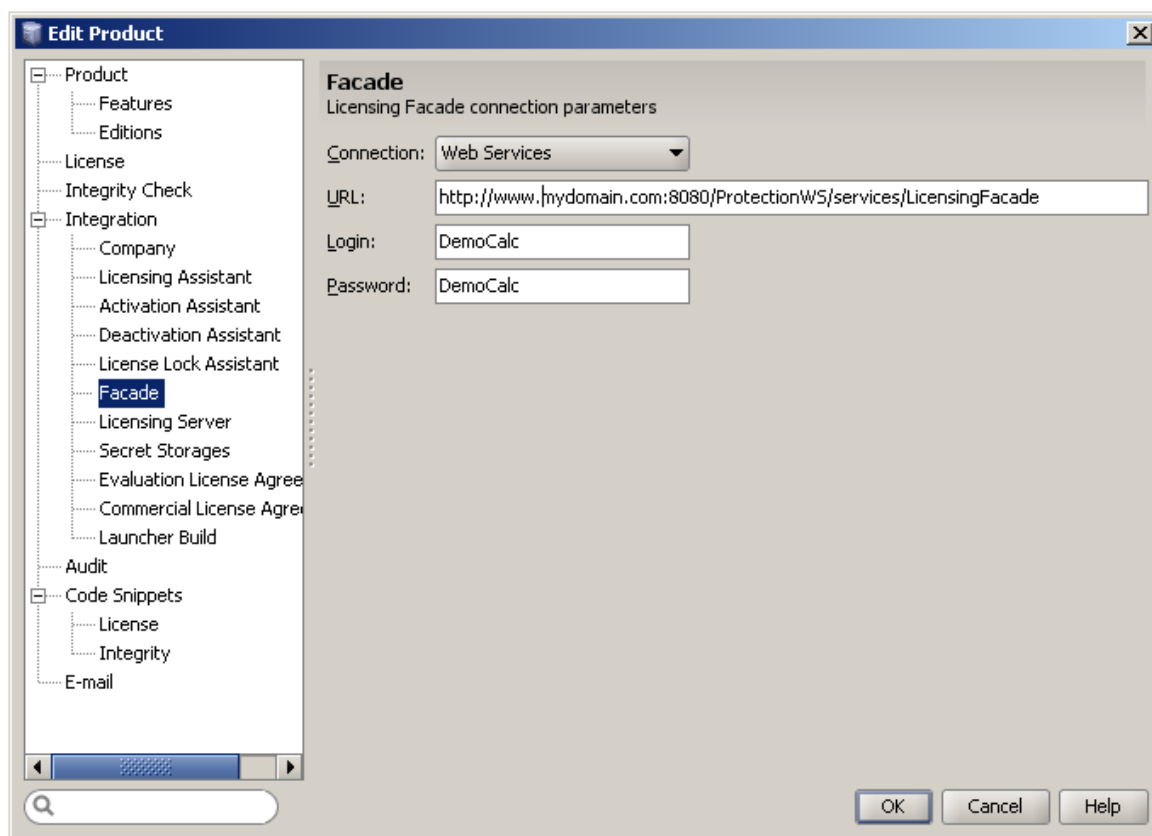 Edit Product
Product
Features
Editions
License
Integrity Check
Integration
Company
Licensing Assistant
Activation Assistant
Deactivation Assistant
License Lock Assistant
Facade
Licensing Server
Secret Storages
Evaluation License Agree
Commercial License Agre
Launcher Build
Audit
Code Snippets
License
Integrity
E-mail
Facade
Licensing Facade connection parameters
Connection: Web Services
URL: http://www.mydomain.com:8080/ProtectionWS/services/LicensingFacade
Login: DemoCalc
Password: DemoCalc
OK Cancel Help